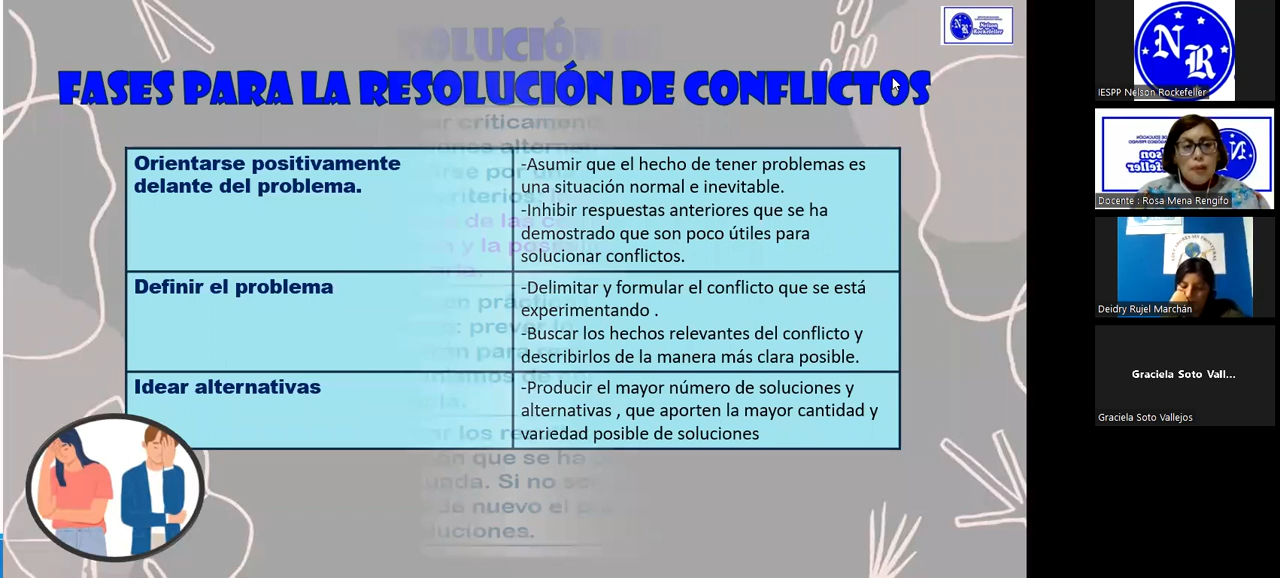 FASES PARA LA RESOLUCIÓN DE CONFLICTOS
Nelson
Rockefeller
Orientarse positivamente
delante del problema.
-Asumir que el hecho de tener problemas es
una situación normal e inevitable.
-Inhibir respuestas anteriores que se ha
demostrado que son poco útiles para
solucionar conflictos.
Definir el problema
-Delimitar y formular el conflicto que se está
experimentando .
-Buscar los hechos relevantes del conflicto y
describirlos de la manera más clara posible.
Idear alternativas
-Producir el mayor número de soluciones y
alternativas , que aporten la mayor cantidad y
variedad posible de soluciones
NR
IESPP Nelson Rockefeller
Docente : Rosa Mena Rengifo
Deidry Rujel Marchán
Graciela Soto Vall...
Graciela Soto Vallejos